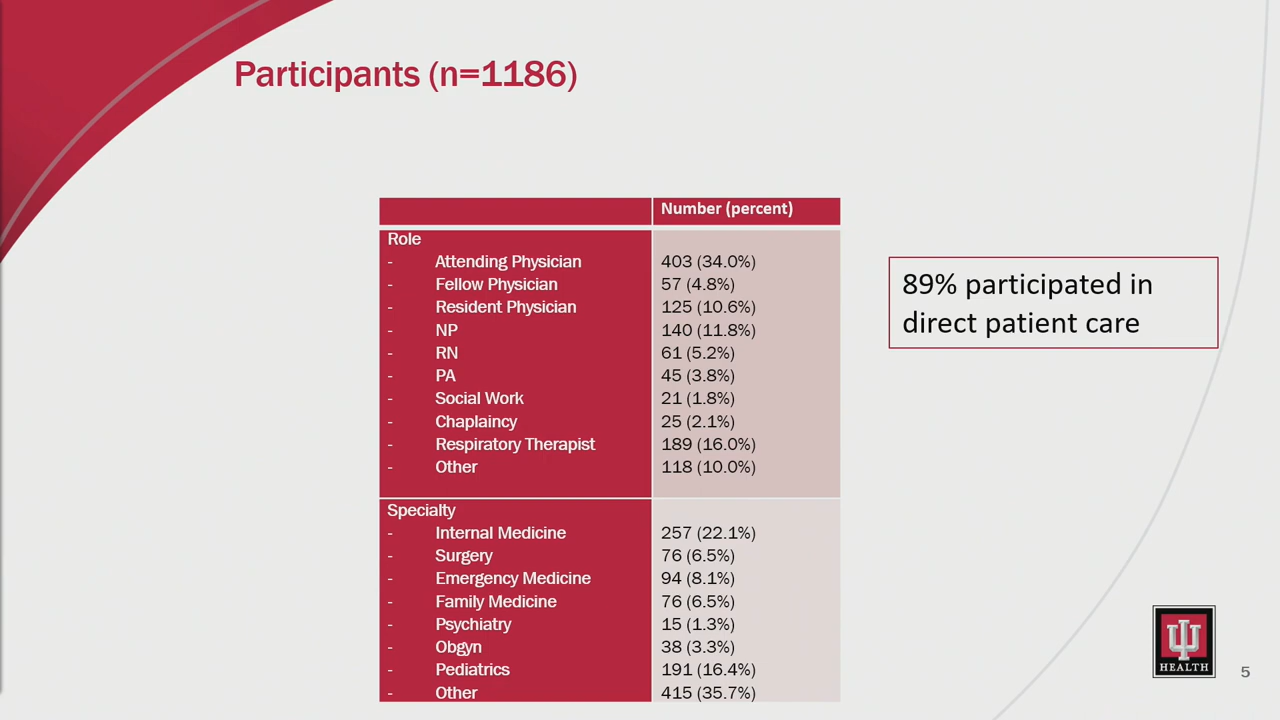 Participants (n=1186)
Number (percent)
Role
- Attending Physician 403 (34.0%)
- Fellow Physician 57 (4.8%)
- Resident Physician 125 (10.6%)
- NP 140 (11.8%)
- RN 61 (5.2%)
- PA 45 (3.8%)
- Social Work 21 (1.8%)
- Chaplaincy 25 (2.1%)
- Respiratory Therapist 189 (16.0%)
- Other 118 (10.0%)
Specialty
- Internal Medicine 257 (22.1%)
- Surgery 76 (6.5%)
- Emergency Medicine 94 (8.1%)
- Family Medicine 76 (6.5%)
- Psychiatry 15 (1.3%)
- Obgyn 38 (3.3%)
- Pediatrics 191 (16.4%)
- Other 415 (35.7%)
89% participated in
direct patient care
IU
HEALTH
5